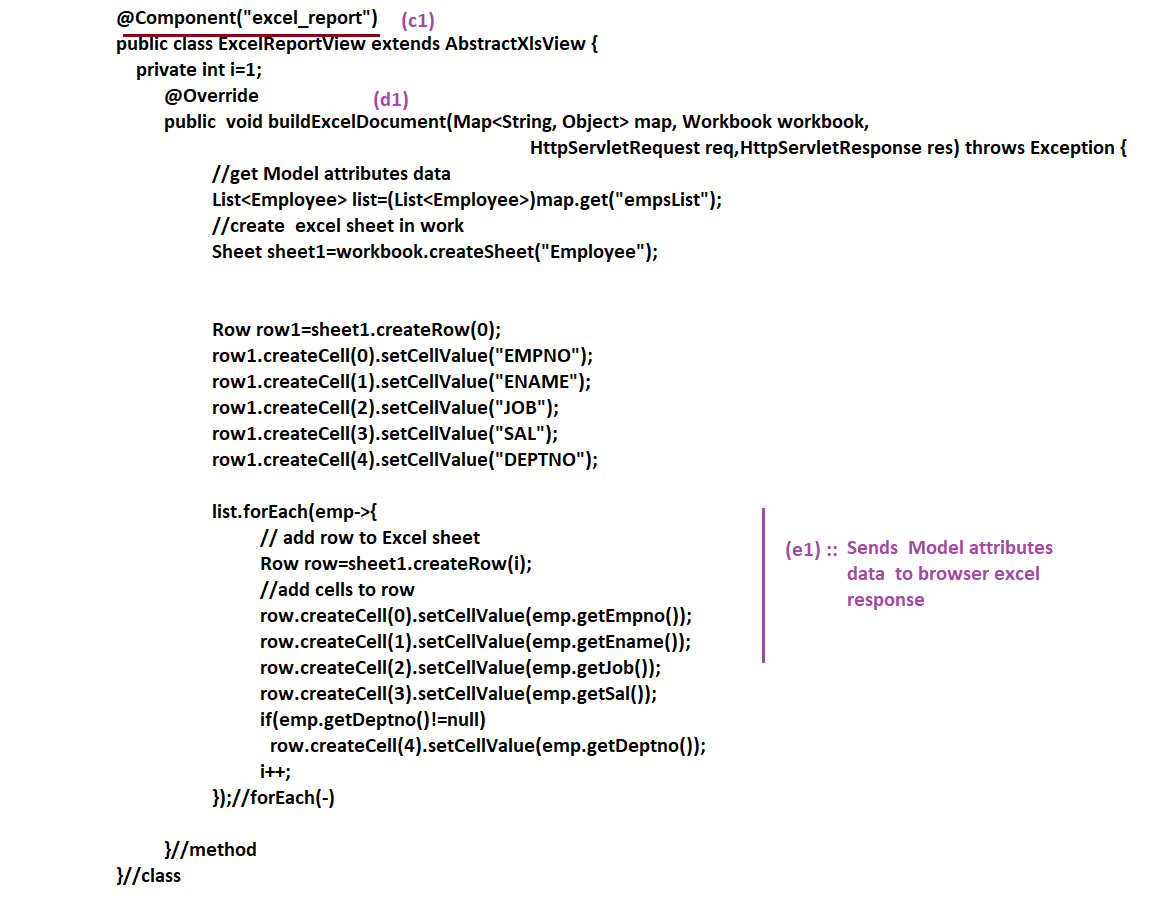 @Component("excel_report") (c1)
public class ExcelReportView extends AbstractXlsView {
private int i=1;
@Override (d1)
public  void buildExcelDocument(Map<String, Object> map, Workbook workbook,
HttpServletRequest req,HttpServletResponse res) throws Exception {
//get Model attributes data
List<Employee> list=(List<Employee>)map.get("empsList");
//create  excel sheet in work
Sheet sheet1=workbook.createSheet("Employee");
Row row1=sheet1.createRow(0);
row1.createCell(0).setCellValue("EMPNO");
row1.createCell(1).setCellValue("ENAME");
row1.createCell(2).setCellValue("JOB");
row1.createCell(3).setCellValue("SAL");
row1.createCell(4).setCellValue("DEPTNO");
list.forEach(emp->{
// add row to Excel sheet
Row row=sheet1.createRow(i);
//add cells to row
row.createCell(0).setCellValue(emp.getEmpno());
row.createCell(1).setCellValue(emp.getEname());
row.createCell(2).setCellValue(emp.getJob());
row.createCell(3).setCellValue(emp.getSal());
if(emp.getDeptno()!=null)
row.createCell(4).setCellValue(emp.getDeptno());
i++;
});//forEach(-)
}//method
}//class
(e1) :: Sends  Model attributes
data  to browser excel
response